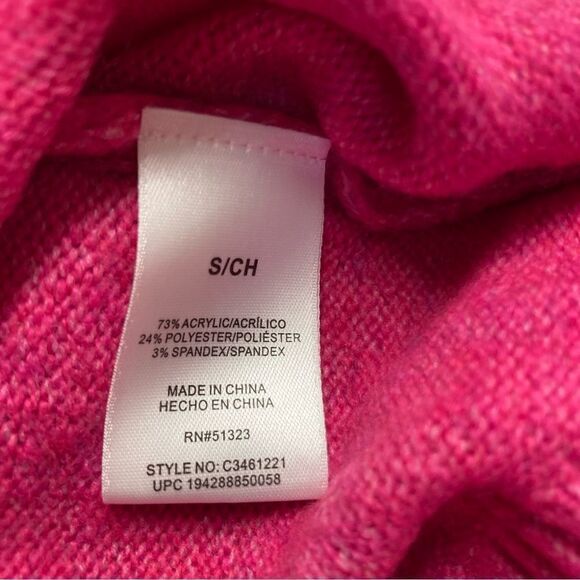 S/CH
73% ACRYLIC/ACRÍLICO
24% POLYESTER/POLIÉSTER
3% SPANDEX/SPANDEX
MADE IN CHINA
HECHO EN CHINA
RN#51323
STYLE NO: C3461221
UPC 194288850058